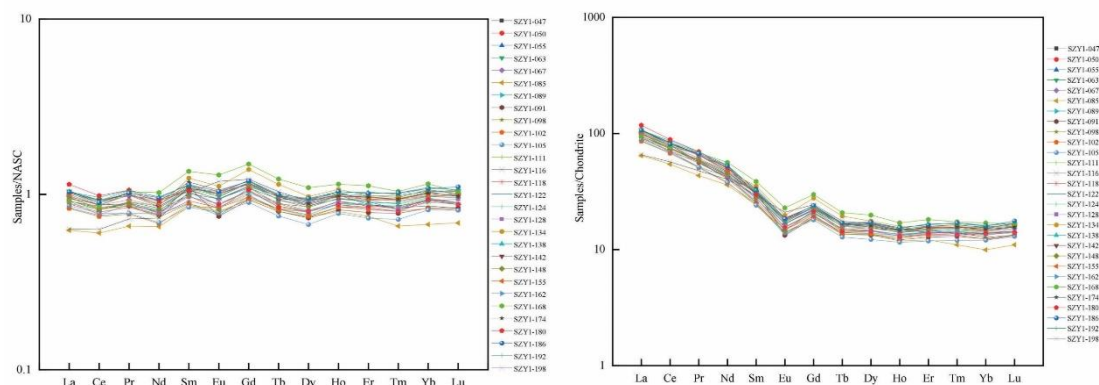 10
1
0.1
Samples/NASC
La Ce Pr Nd Sm Eu Gd Tb Dy Ho Er Tm Yb Lu
SZY1-047
SZY1-050
SZY1-055
SZY1-063
SZY1-067
SZY1-085
SZY1-089
SZY1-091
SZY1-098
SZY1-102
SZY1-105
SZY1-111
SZY1-116
SZY1-118
SZY1-122
SZY1-124
SZY1-128
SZY1-134
SZY1-138
SZY1-142
SZY1-148
SZY1-155
SZY1-162
SZY1-168
SZY1-174
SZY1-180
SZY1-186
SZY1-192
SZY1-198
1000
100
10
1
Samples/Chondrite
La Ce Pr Nd Sm Eu Gd Tb Dy Ho Er Tm Yb Lu
SZY1-047
SZY1-050
SZY1-055
SZY1-063
SZY1-067
SZY1-085
SZY1-089
SZY1-091
SZY1-098
SZY1-102
SZY1-105
SZY1-111
SZY1-116
SZY1-118
SZY1-122
SZY1-124
SZY1-128
SZY1-134
SZY1-138
SZY1-142
SZY1-148
SZY1-155
SZY1-162
SZY1-168
SZY1-174
SZY1-180
SZY1-186
SZY1-192
SZY1-198